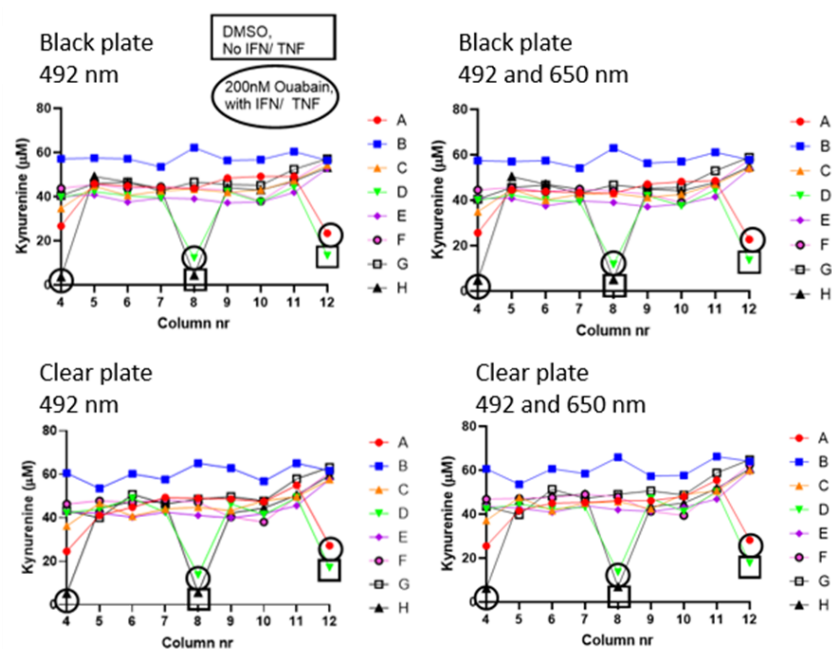 Black plate
492 nm
DMSO,
No IFN/ TNF
200nM Ouabain,
with IFN/ TNF
Black plate
492 and 650 nm
Kynurenine (µM)
80
60
40
20
0
4 5 6 7 8 9 10 11 12
Column nr
A
B
C
D
E
F
G
H
Kynurenine (µM)
80
60
40
20
0
4 5 6 7 8 9 10 11 12
Column nr
A
B
C
D
E
F
G
H
Clear plate
492 nm
Clear plate
492 and 650 nm
Kynurenine (µM)
80
60
40
20
0
4 5 6 7 8 9 10 11 12
Column nr
A
B
C
D
E
F
G
H
Kynurenine (µM)
80
60
40
20
0
4 5 6 7 8 9 10 11 12
Column nr
A
B
C
D
E
F
G
H